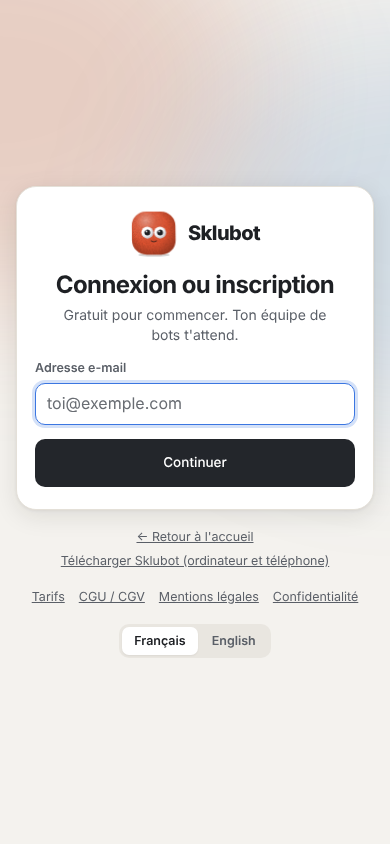 Sklubot
Connexion ou inscription
Gratuit pour commencer. Ton équipe de
bots t'attend.
Adresse e-mail
toi@exemple.com
Continuer
← Retour à l'accueil
Télécharger Sklubot (ordinateur et téléphone)
Tarifs CGU / CGV Mentions légales Confidentialité
Français English